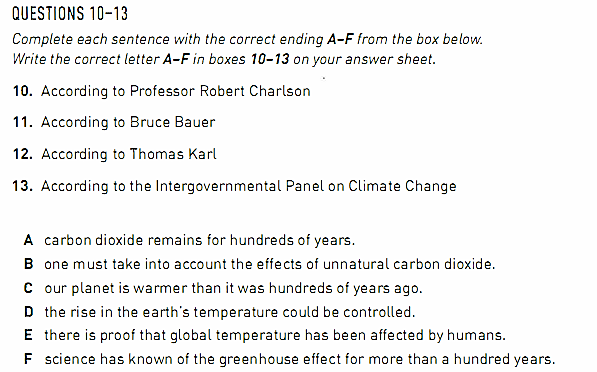 QUESTIONS 10–13
Complete each sentence with the correct ending A–F from the box below.
Write the correct letter A–F in boxes 10–13 on your answer sheet.
10. According to Professor Robert Charlson
11. According to Bruce Bauer
12. According to Thomas Karl
13. According to the Intergovernmental Panel on Climate Change
A carbon dioxide remains for hundreds of years.
B one must take into account the effects of unnatural carbon dioxide.
C our planet is warmer than it was hundreds of years ago.
D the rise in the earth's temperature could be controlled.
E there is proof that global temperature has been affected by humans.
F science has known of the greenhouse effect for more than a hundred years.